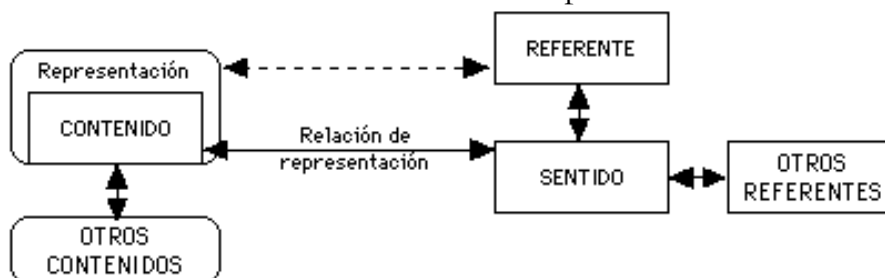 REFERENTE
Representación
CONTENIDO
Relación de
representación
SENTIDO
OTROS
REFERENTES
OTROS
CONTENIDOS